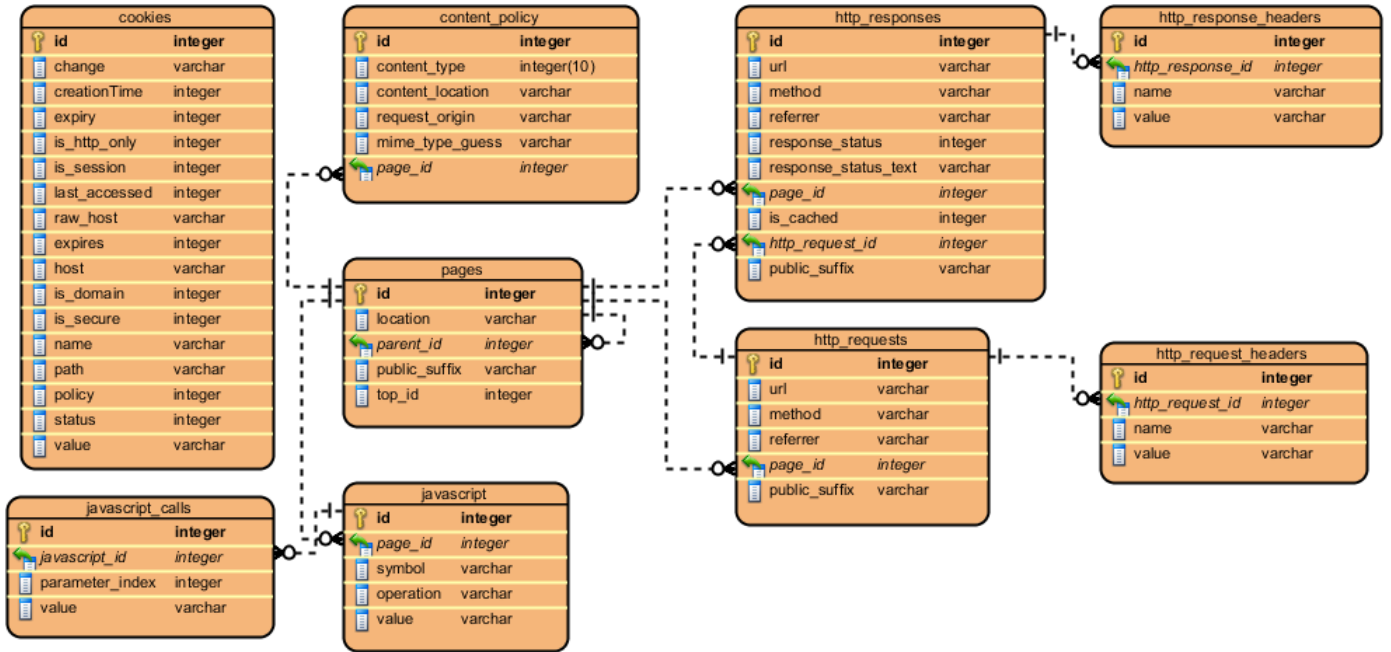 cookies
id integer
change varchar
creationTime integer
expiry integer
is_http_only integer
is_session integer
last_accessed integer
raw_host varchar
expires integer
host varchar
is_domain integer
is_secure integer
name varchar
path varchar
policy integer
status integer
value varchar
content_policy
id integer
content_type integer(10)
content_location varchar
request_origin varchar
mime_type_guess varchar
page_id integer
http_responses
id integer
url varchar
method varchar
referrer varchar
response_status integer
response_status_text varchar
page_id integer
is_cached integer
http_request_id integer
public_suffix varchar
http_response_headers
id integer
http_response_id integer
name varchar
value varchar
pages
id integer
location varchar
parent_id integer
public_suffix varchar
top_id integer
http_requests
id integer
url varchar
method varchar
referrer varchar
page_id integer
public_suffix varchar
http_request_headers
id integer
http_request_id integer
name varchar
value varchar
javascript_calls
id integer
javascript_id integer
parameter_index integer
value varchar
javascript
id integer
page_id integer
symbol varchar
operation varchar
value varchar